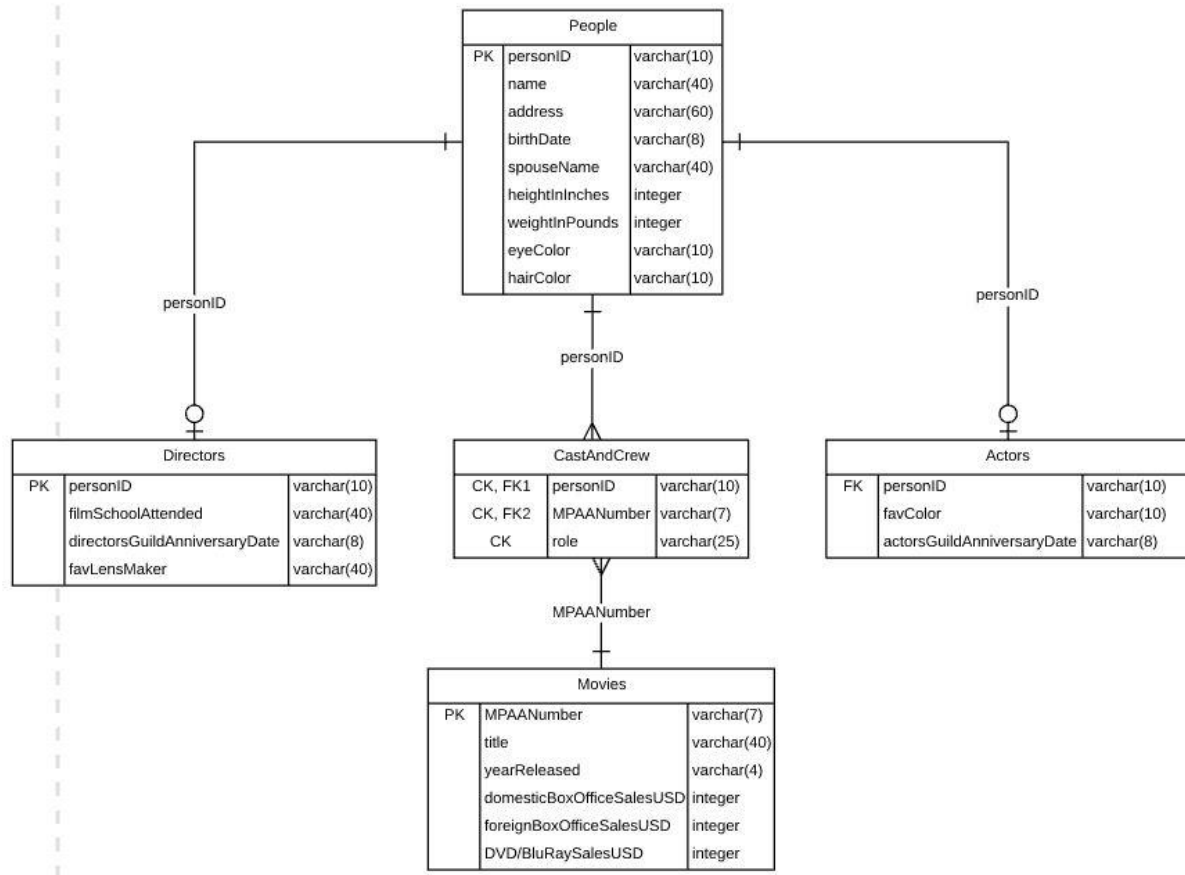 People
PK personID varchar(10)
name varchar(40)
address varchar(60)
birthDate varchar(8)
spouseName varchar(40)
heightInInches integer
weightInPounds integer
eyeColor varchar(10)
hairColor varchar(10)
personID
personID
personID
Directors
PK personID varchar(10)
filmSchoolAttended varchar(40)
directorsGuildAnniversaryDate varchar(8)
favLensMaker varchar(40)
CastAndCrew
CK, FK1 personID varchar(10)
CK, FK2 MPAANumber varchar(7)
CK role varchar(25)
Actors
FK personID varchar(10)
favColor varchar(10)
actorsGuildAnniversaryDate varchar(8)
MPAANumber
Movies
PK MPAANumber varchar(7)
title varchar(40)
yearReleased varchar(4)
domesticBoxOfficeSalesUSD integer
foreignBoxOfficeSalesUSD integer
DVD/BluRaySalesUSD integer